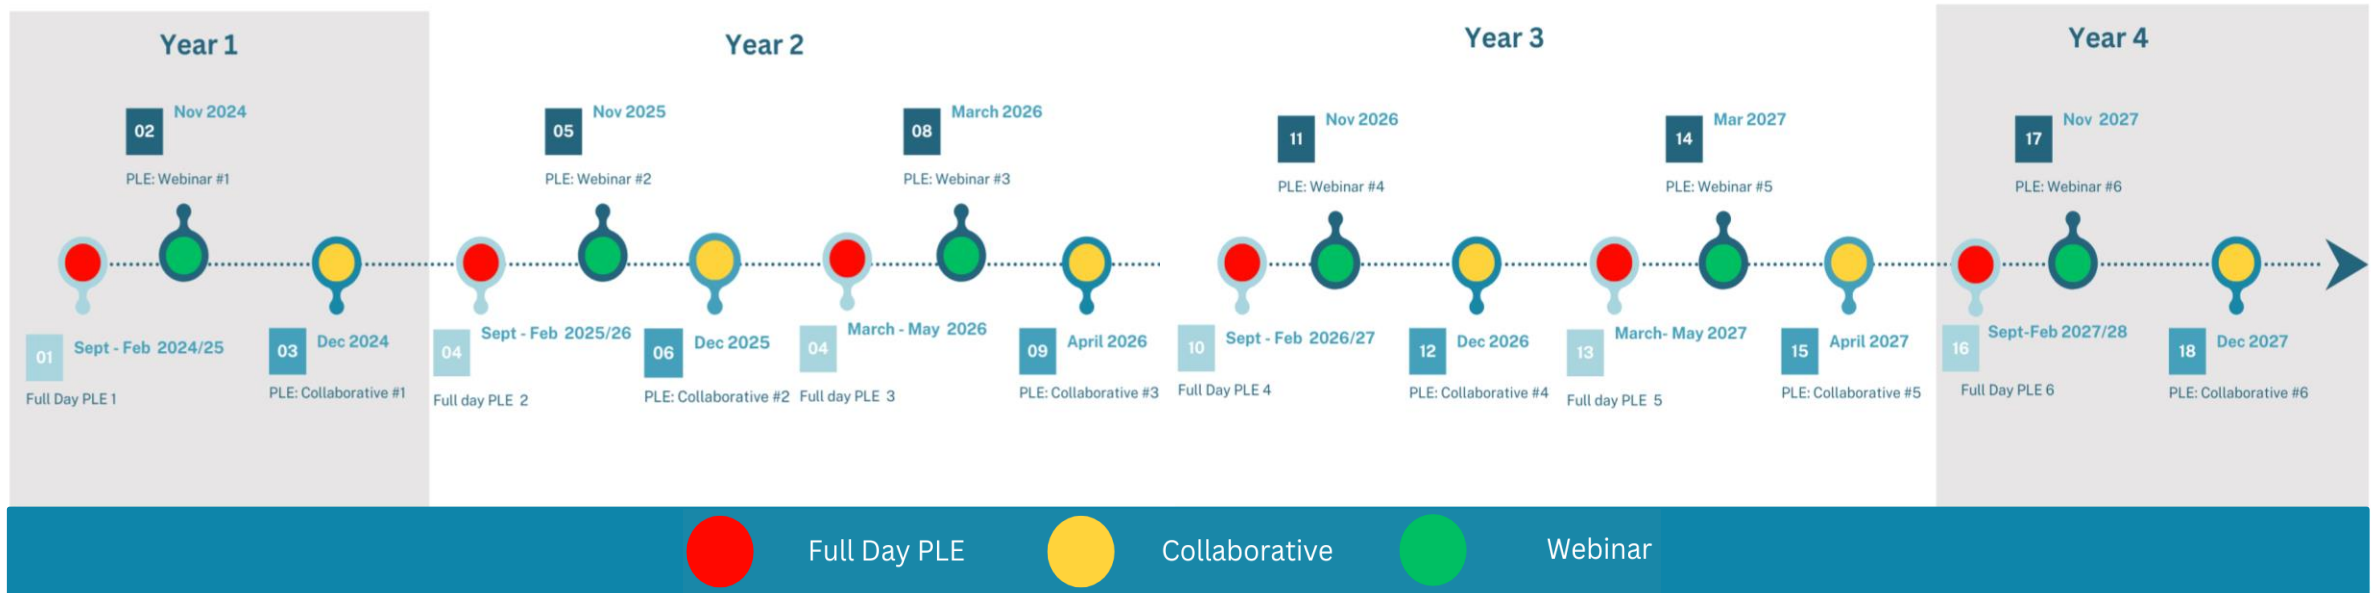 Year 1
Year 2
Year 3
Year 4
02
Nov 2024
PLE: Webinar #1
05
Nov 2025
PLE: Webinar #2
08
March 2026
PLE: Webinar #3
11
Nov 2026
PLE: Webinar #4
14
Mar 2027
PLE: Webinar #5
17
Nov 2027
PLE: Webinar #6
01
Sept - Feb 2024/25
Full Day PLE 1
03
Dec 2024
PLE: Collaborative #1
04
Sept - Feb 2025/26
Full day PLE 2
06
Dec 2025
PLE: Collaborative #2
04
March - May 2026
Full day PLE 3
09
April 2026
PLE: Collaborative #3
10
Sept - Feb 2026/27
Full Day PLE 4
12
Dec 2026
PLE: Collaborative #4
13
March- May 2027
Full day PLE 5
15
April 2027
PLE: Collaborative #5
16
Sept-Feb 2027/28
Full Day PLE 6
18
Dec 2027
PLE: Collaborative #6
Full Day PLE
Collaborative
Webinar